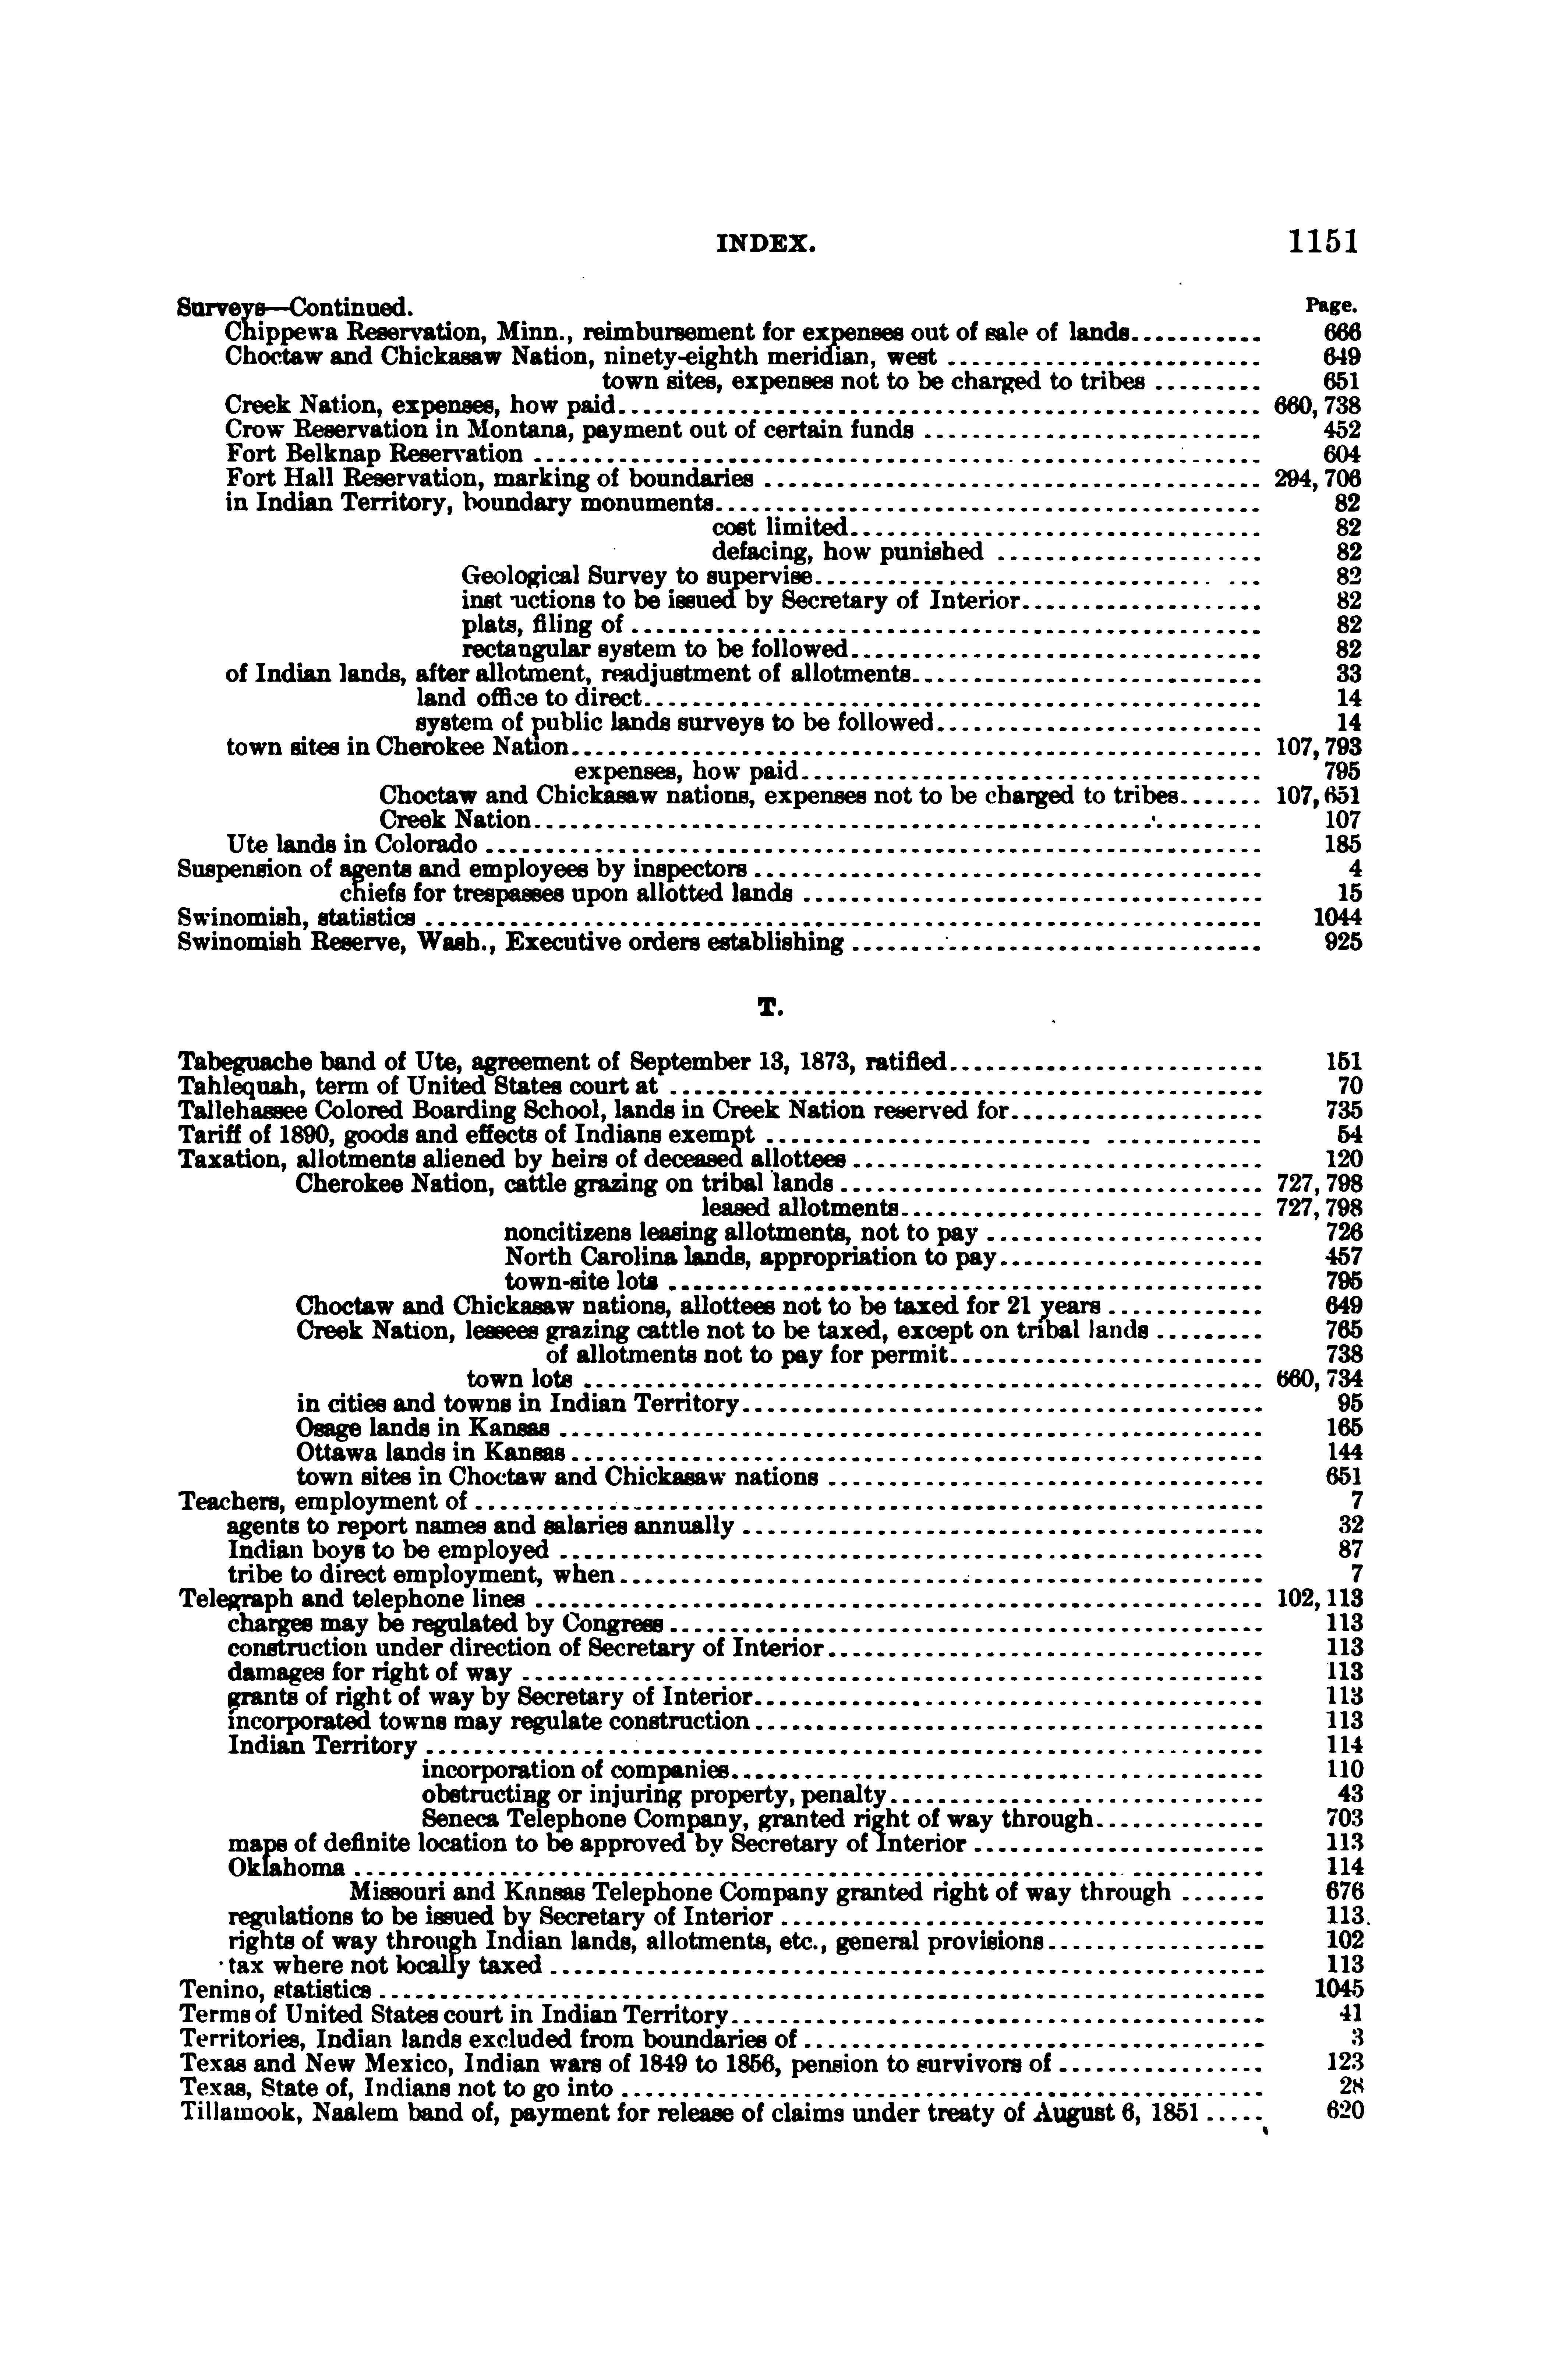 INDEX. 1151
Surveys—Continued. Page.
Chippewa Reservation, Minn., reimbursement for expenses out of sale of lands........... 666
Choctaw and Chickasaw Nation, ninety-eighth meridian, west .......................... 649
town sites, expenses not to be charged to tribes ......... 651
Creek Nation, expenses, how paid..................................................... 660, 738
Crow Reservation in Montana, payment out of certain funds ............................ 452
Fort Belknap Reservation ............................................................ 604
Fort Hall Reservation, marking of boundaries ......................................... 294, 706
in Indian Territory, boundary monuments............................................. 82
cost limited.................................. 82
defacing, how punished ...................... 82
Geological Survey to supervise..................................... 82
inst uctions to be issued by Secretary of Interior.................... 82
plats, filing of .................................................... 82
rectangular system to be followed.................................. 82
of Indian lands, after allotment, readjustment of allotments............................. 33
land office to direct................................................... 14
system of public lands surveys to be followed........................... 14
town sites in Cherokee Nation......................................................... 107, 793
expenses, how paid...................................... 795
Choctaw and Chickasaw nations, expenses not to be charged to tribes....... 107, 651
Creek Nation............................................................ 107
Ute lands in Colorado ................................................................ 185
Suspension of agents and employees by inspectors .......................................... 4
chiefs for trespasses upon allotted lands ...................................... 15
Swinomish, statistics ..................................................................... 1044
Swinomish Reserve, Wash., Executive orders establishing .................................. 925
T.
Tabeguache band of Ute, agreement of September 13, 1873, ratified.......................... 151
Tahlequah, term of United States court at ................................................. 70
Tallehassee Colored Boarding School, lands in Creek Nation reserved for..................... 735
Tariff of 1890, goods and effects of Indians exempt ........................................ 54
Taxation, allotments aliened by heirs of deceased allottees .................................. 120
Cherokee Nation, cattle grazing on tribal lands ................................... 727, 798
leased allotments.............................. 727, 798
noncitizens leasing allotments, not to pay ....................... 726
North Carolina lands, appropriation to pay...................... 457
town-site lots ................................................. 795
Choctaw and Chickasaw nations, allottees not to be taxed for 21 years ............. 649
Creek Nation, lessees grazing cattle not to be taxed, except on tribal lands ......... 765
of allotments not to pay for permit.......................... 738
town lots ........................................................ 660, 734
in cities and towns in Indian Territory........................................... 95
Osage lands in Kansas .......................................................... 165
Ottawa lands in Kansas......................................................... 144
town sites in Choctaw and Chickasaw nations .................................... 651
Teachers, employment of ................................................................. 7
agents to report names and salaries annually ........................................... 32
Indian boys to be employed .......................................................... 87
tribe to direct employment, when..................................................... 7
Telegraph and telephone lines ............................................................ 102, 113
charges may be regulated by Congress................................................. 113
construction under direction of Secretary of Interior.................................... 113
damages for right of way ............................................................. 113
grants of right of way by Secretary of Interior.......................................... 113
incorporated towns may regulate construction .......................................... 113
Indian Territory ..................................................................... 114
incorporation of companies............................................ 110
obstructing or injuring property, penalty............................... 43
Seneca Telephone Company, granted right of way through.............. 703
maps of definite location to be approved by Secretary of Interior ........................ 113
Oklahoma ........................................................................... 114
Missouri and Kansas Telephone Company granted right of way through ....... 676
regulations to be issued by Secretary of Interior ........................................ 113.
rights of way through Indian lands, allotments, etc., general provisions.................. 102
tax where not locally taxed ........................................................... 113
Tenino, statistics ......................................................................... 1045
Terms of United States court in Indian Territory............................................ 41
Territories, Indian lands excluded from boundaries of ...................................... 3
Texas and New Mexico, Indian wars of 1849 to 1856, pension to survivors of ................. 123
Texas, State of, Indians not to go into ..................................................... 28
Tillamook, Naalem band of, payment for release of claims under treaty of August 6, 1851 ..... 620